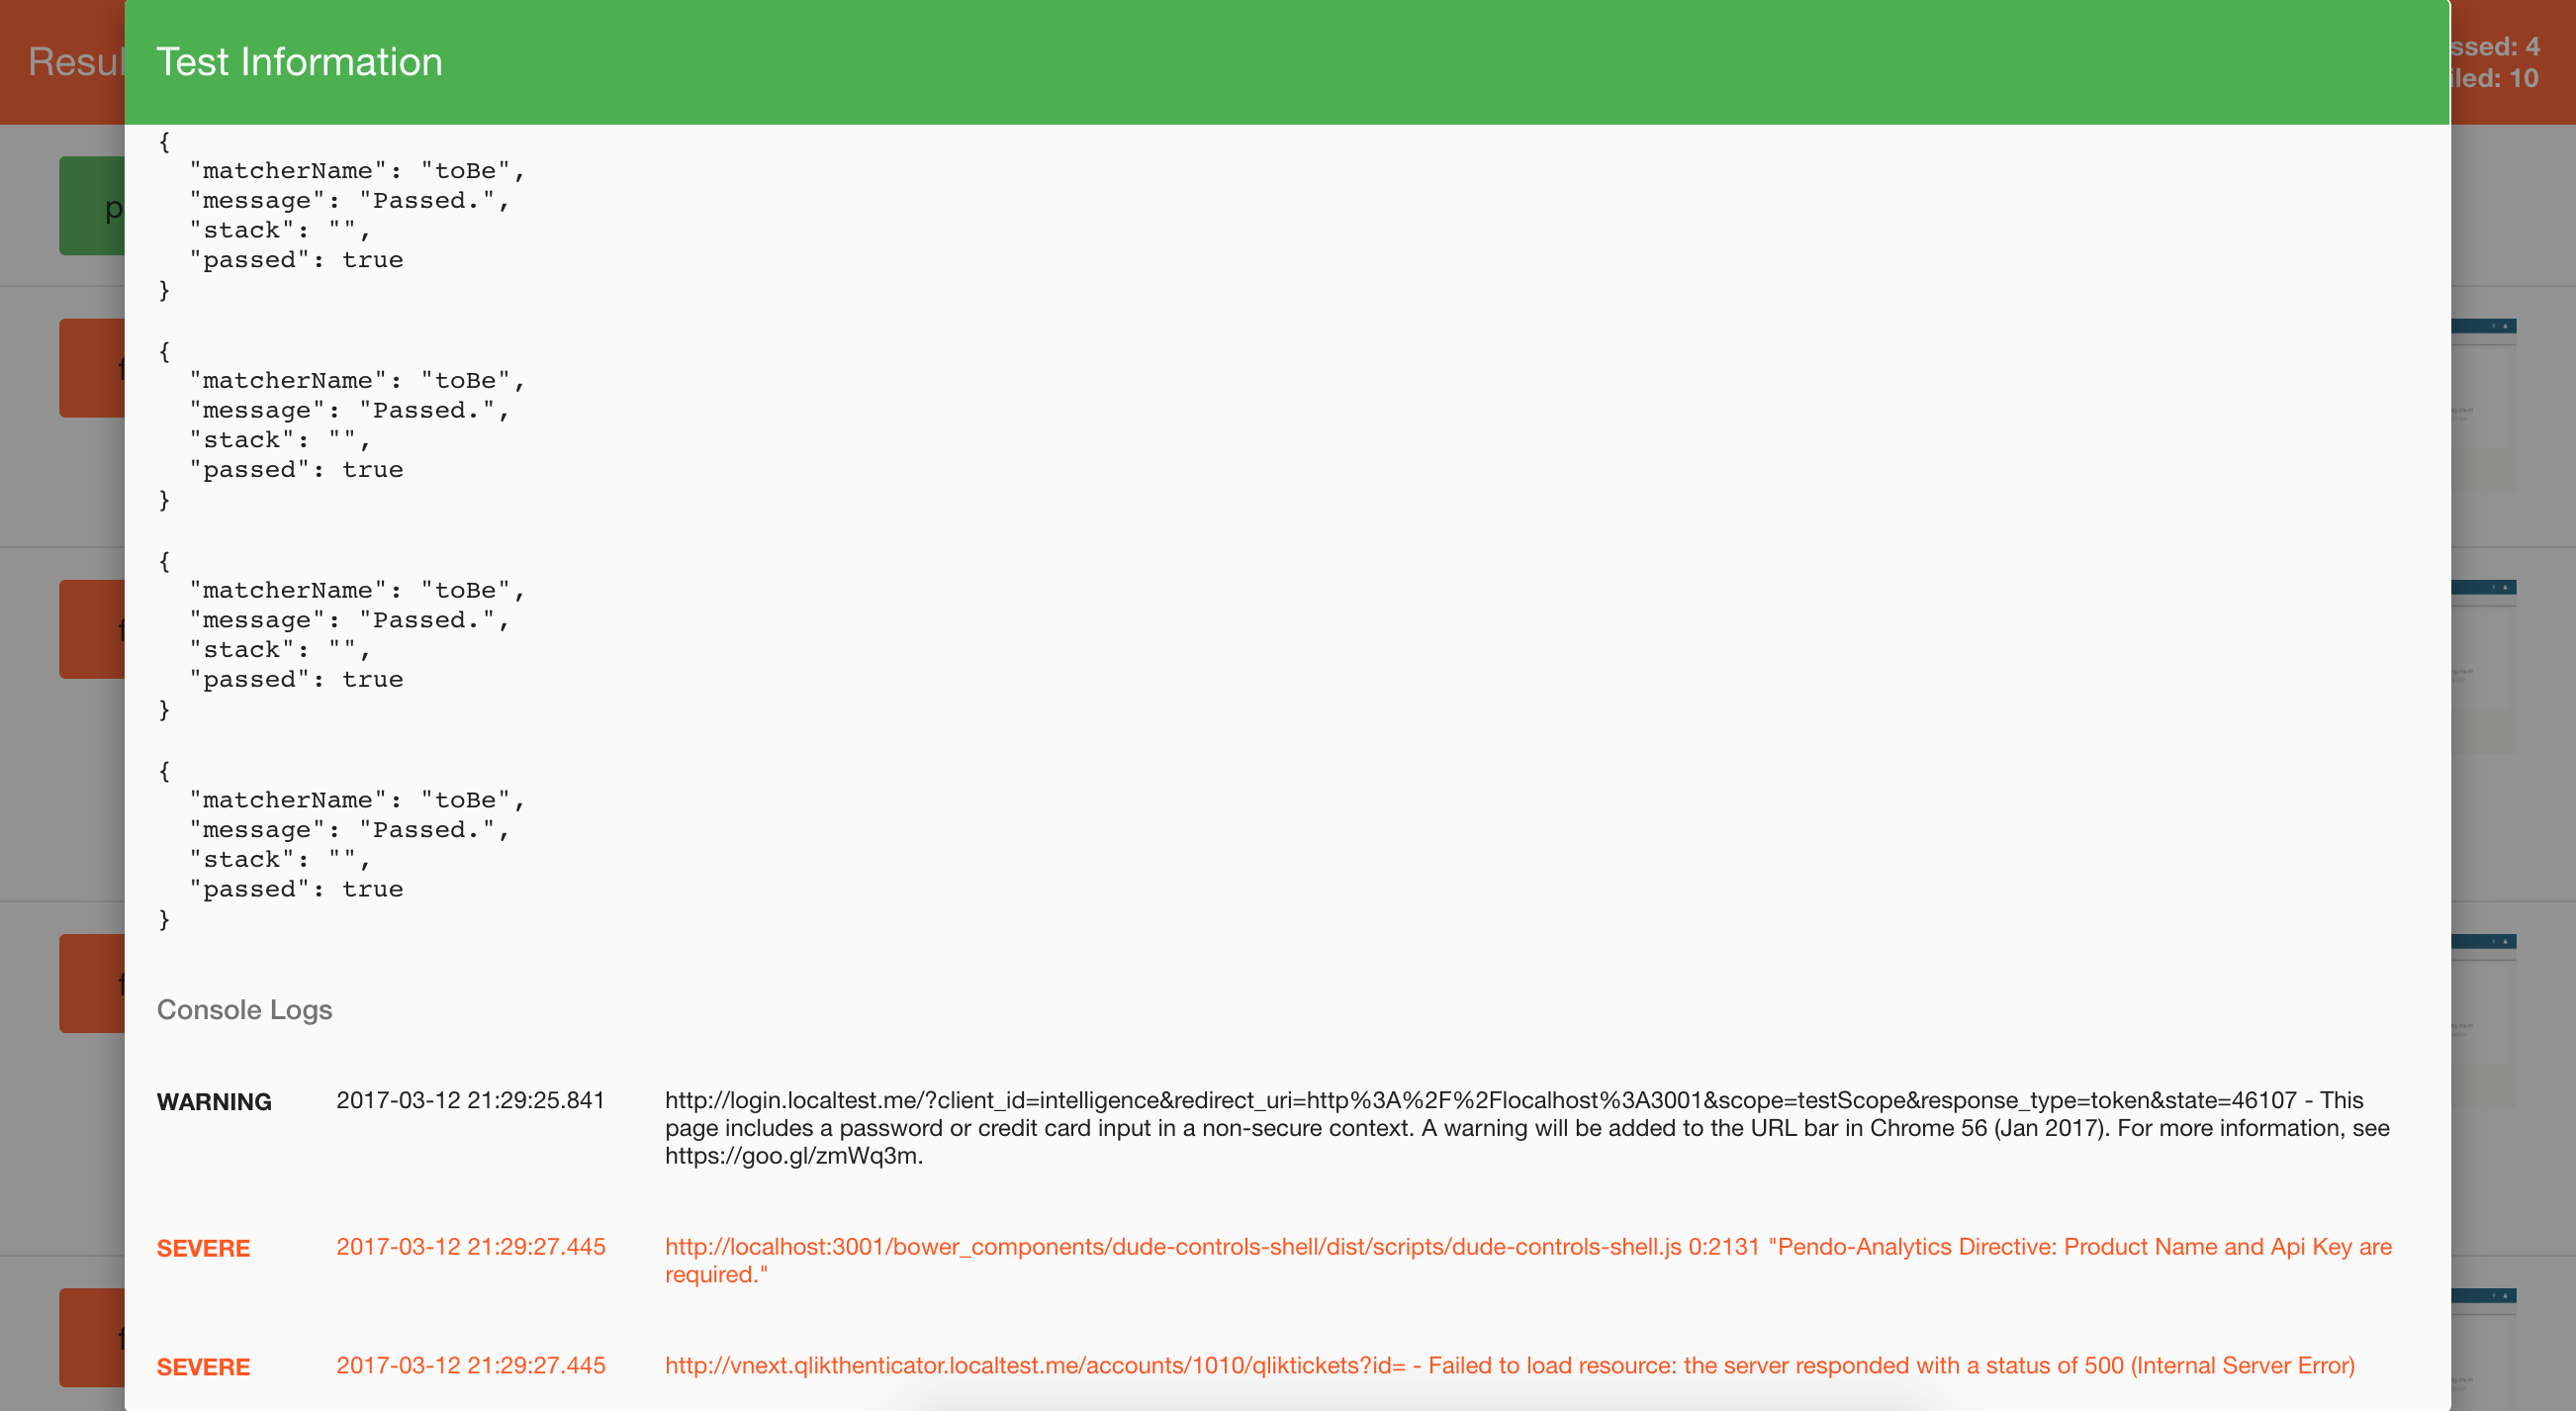 Resul
Test Information
ssed: 4
iled: 10
p
{
"matcherName": "toBe",
"message": "Passed.",
"stack": "",
"passed": true
}
{
"matcherName": "toBe",
"message": "Passed.",
"stack": "",
"passed": true
}
{
"matcherName": "toBe",
"message": "Passed.",
"stack": "",
"passed": true
}
{
"matcherName": "toBe",
"message": "Passed.",
"stack": "",
"passed": true
}
Console Logs
WARNING 2017-03-12 21:29:25.841 http://login.localtest.me/?client_id=intelligence&redirect_uri=http%3A%2F%2Flocalhost%3A3001&scope=testScope&response_type=token&state=46107 - This
page includes a password or credit card input in a non-secure context. A warning will be added to the URL bar in Chrome 56 (Jan 2017). For more information, see
https://goo.gl/zmWq3m.
SEVERE 2017-03-12 21:29:27.445 http://localhost:3001/bower_components/dude-controls-shell/dist/scripts/dude-controls-shell.js 0:2131 "Pendo-Analytics Directive: Product Name and Api Key are
required."
SEVERE 2017-03-12 21:29:27.445 http://vnext.qlikthenticator.localtest.me/accounts/1010/qliktickets?id= - Failed to load resource: the server responded with a status of 500 (Internal Server Error)